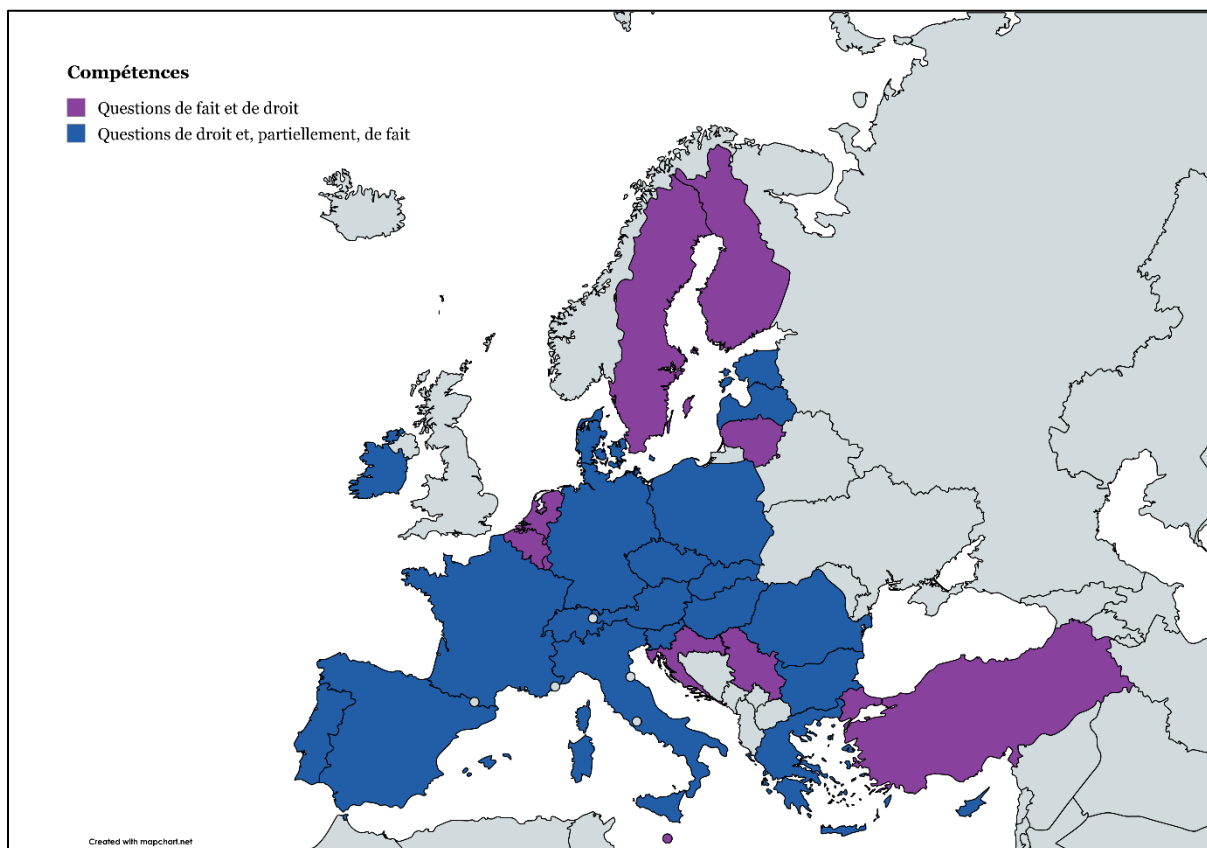 Compétences
Questions de fait et de droit
Questions de droit et, partiellement, de fait
Created with mapchart.net